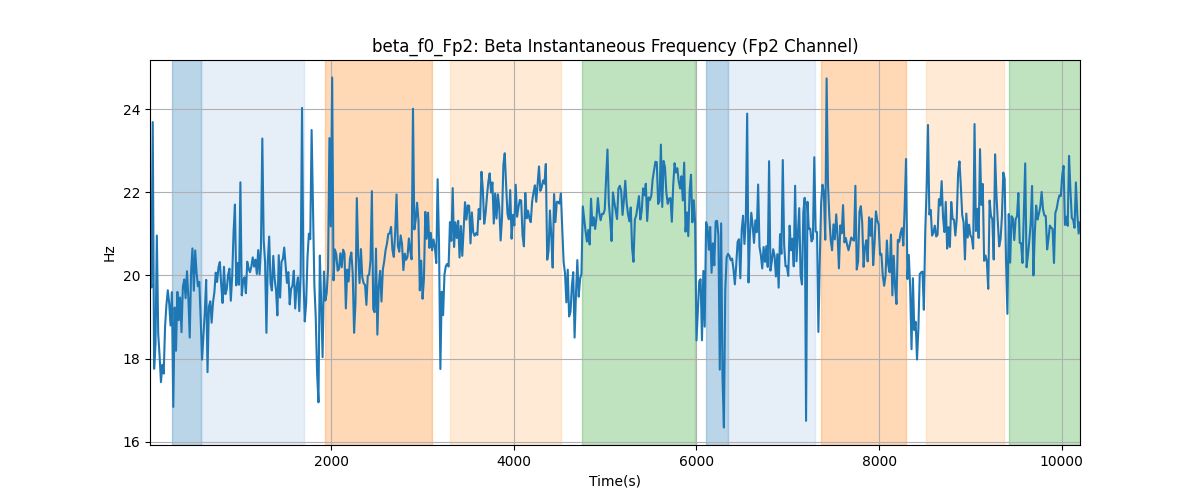 beta_f0_Fp2: Beta Instantaneous Frequency (Fp2 Channel)
Hz
24
22
20
18
16
2000 4000 6000 8000 10000
Time(s)